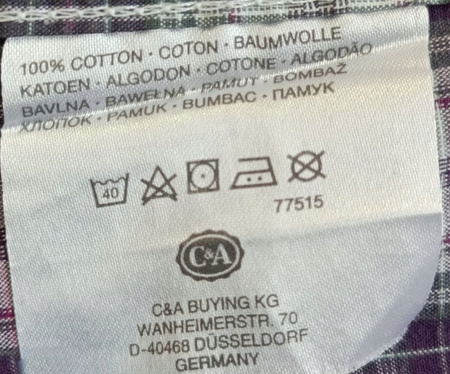 100% COTTON · COTON · BAUMWOLLE
KATOEN · ALGODON · COTONE · ALGODÃO
BAVLNA · BAWEŁNA · PAMUT · BOMBAŽ
ХЛОПОК · PAMUK · BUMBAC · ПАМУК
40
77515
C&A
C&A BUYING KG
WANHEIMERSTR. 70
D-40468 DÜSSELDORF
GERMANY